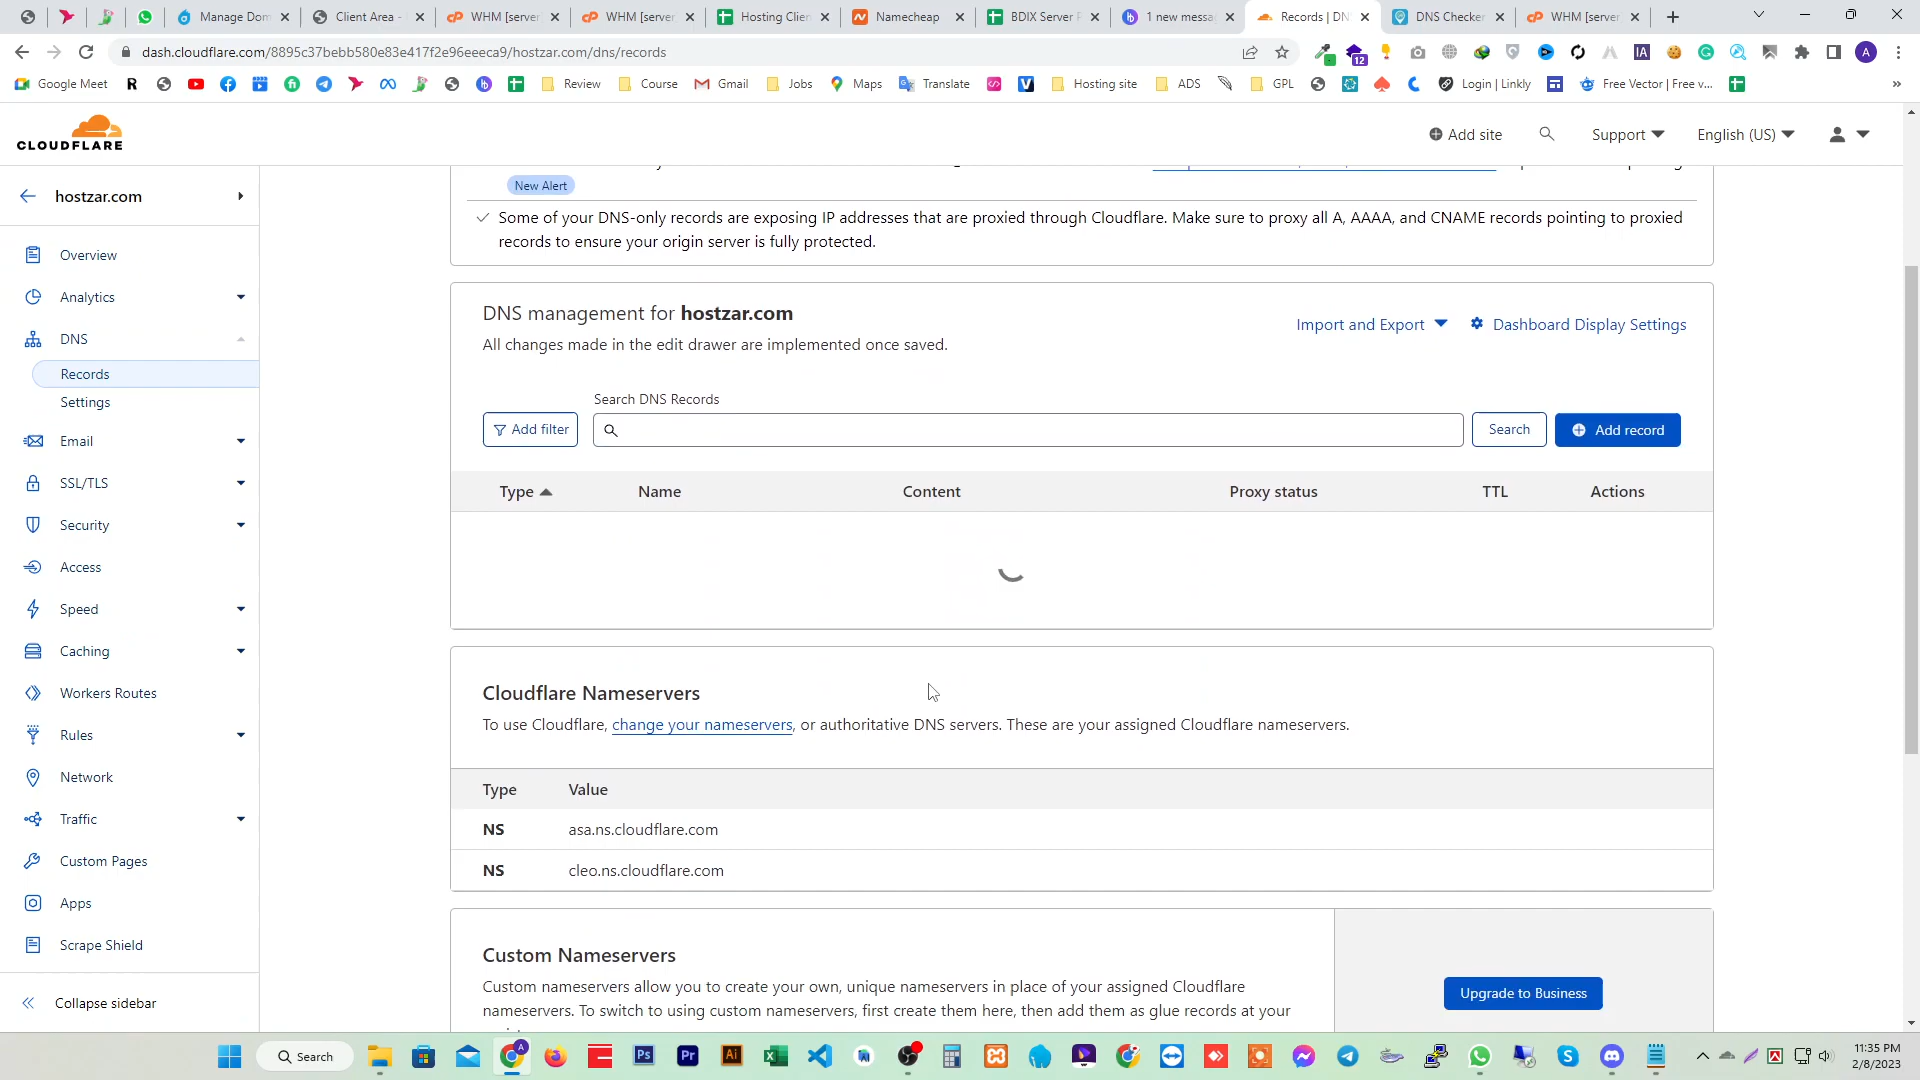 Manage Dom
Client Area -
WHM [server
WHM [server
Hosting Clien
Namecheap
BDIX Server P
1 new messa
Records | DN
DNS Checker
WHM [server
dash.cloudflare.com/8895c37bebb580e83e417f2e96eeeca9/hostzar.com/dns/records
12
IA
A
Google Meet
Review
Course
Gmail
Jobs
Maps
Translate
Hosting site
ADS
GPL
Login | Linkly
Free Vector | Free v...
»
CLOUDFLARE
Add site
Support
English (US)
hostzar.com
Overview
Analytics
DNS
Records
Settings
Email
SSL/TLS
Security
Access
Speed
Caching
Workers Routes
Rules
Network
Traffic
Custom Pages
Apps
Scrape Shield
Collapse sidebar
New Alert
Some of your DNS-only records are exposing IP addresses that are proxied through Cloudflare. Make sure to proxy all A, AAAA, and CNAME records pointing to proxied
records to ensure your origin server is fully protected.
DNS management for hostzar.com
All changes made in the edit drawer are implemented once saved.
Import and Export
Dashboard Display Settings
Search DNS Records
Add filter
Search
Add record
Type Name Content Proxy status TTL Actions
Cloudflare Nameservers
To use Cloudflare, change your nameservers, or authoritative DNS servers. These are your assigned Cloudflare nameservers.
Type Value
NS asa.ns.cloudflare.com
NS cleo.ns.cloudflare.com
Custom Nameservers
Custom nameservers allow you to create your own, unique nameservers in place of your assigned Cloudflare
nameservers. To switch to using custom nameservers, first create them here, then add them as glue records at your
Upgrade to Business
Search
Ps
Pr
Ai
11:35 PM
2/8/2023